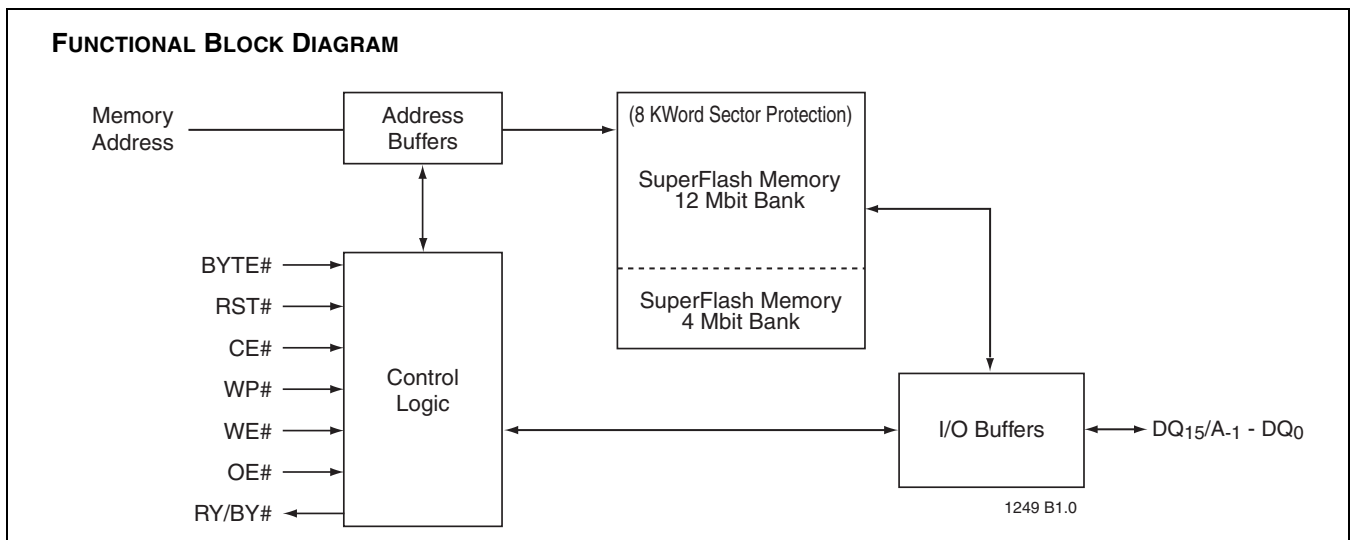 FUNCTIONAL BLOCK DIAGRAM
Memory
Address
Address
Buffers
(8 KWord Sector Protection)
SuperFlash Memory
12 Mbit Bank
SuperFlash Memory
4 Mbit Bank
BYTE#
RST#
CE#
WP#
WE#
OE#
RY/BY#
Control
Logic
I/O Buffers
DQ15/A-1 - DQ0
1249 B1.0